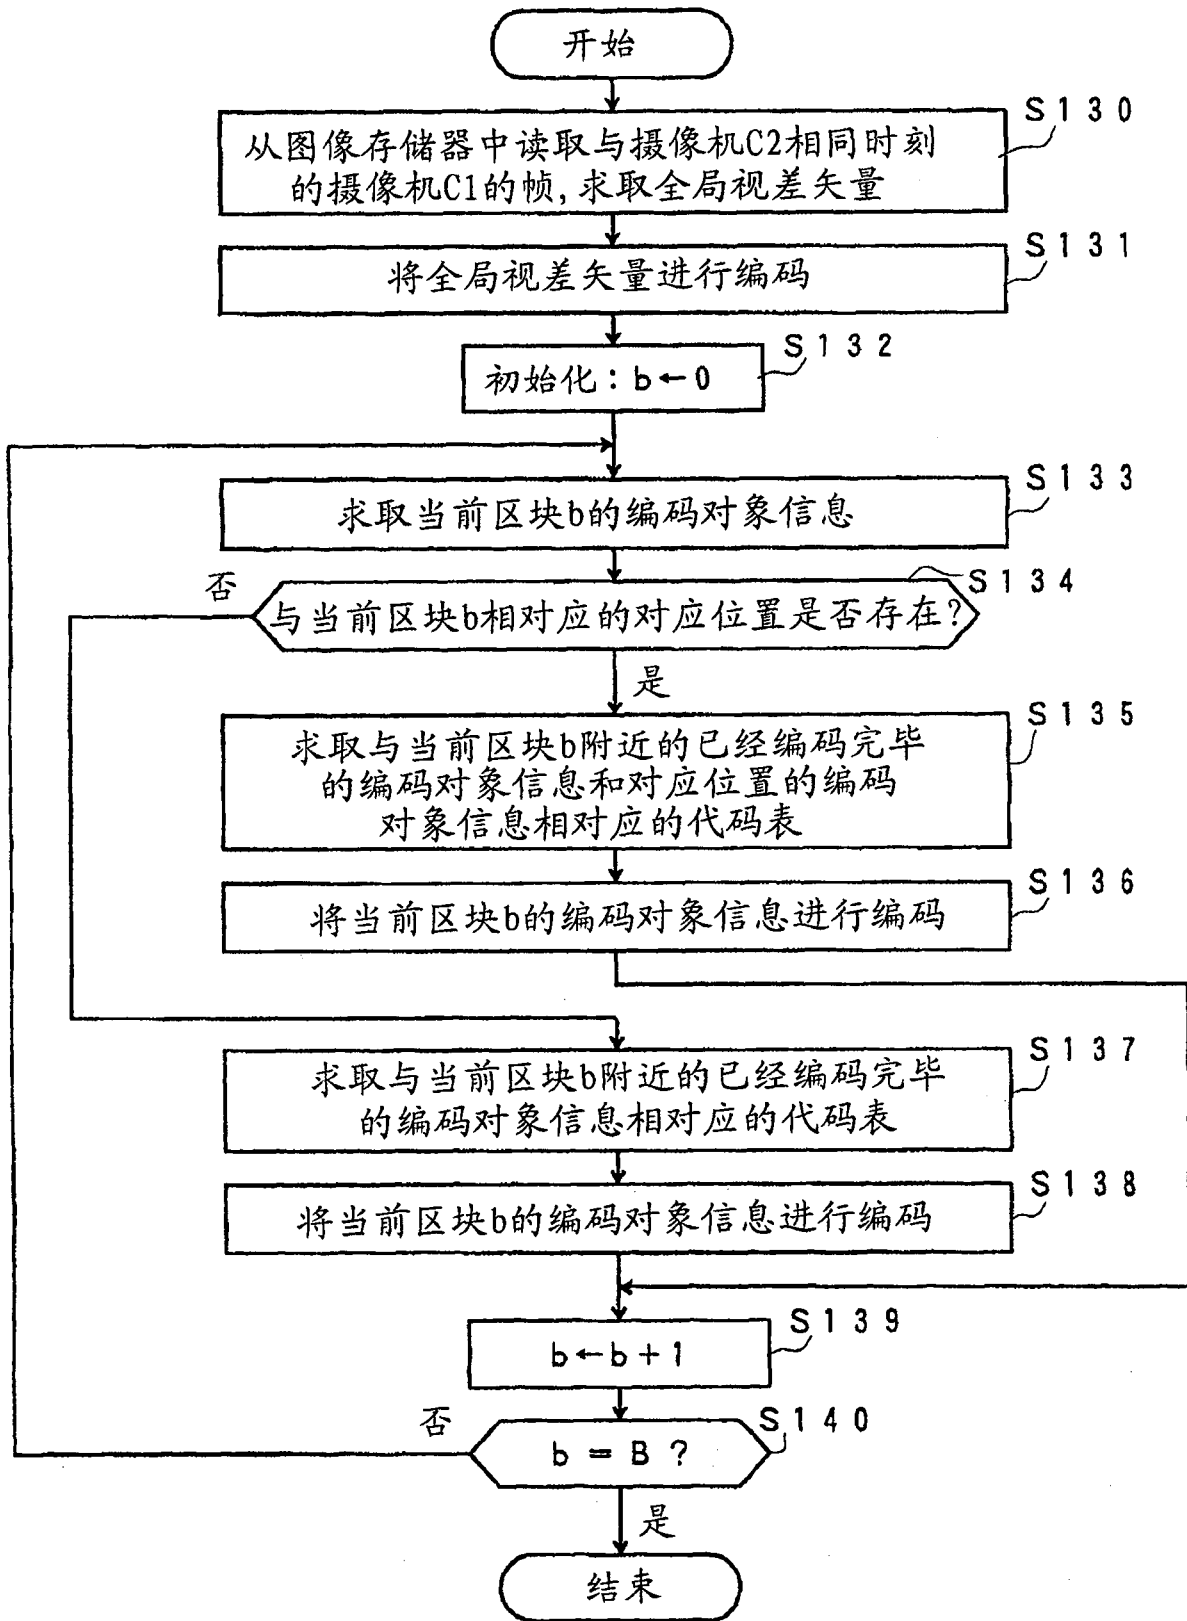 开始
S130
从图像存储器中读取与摄像机C2相同时刻
的摄像机C1的帧,求取全局视差矢量
S131
将全局视差矢量进行编码
S132
初始化:b←0
S133
求取当前区块b的编码对象信息
否
S134
与当前区块b相对应的对应位置是否存在?
是
S135
求取与当前区块b附近的已经编码完毕
的编码对象信息和对应位置的编码
对象信息相对应的代码表
S136
将当前区块b的编码对象信息进行编码
S137
求取与当前区块b附近的已经编码完毕
的编码对象信息相对应的代码表
S138
将当前区块b的编码对象信息进行编码
S139
b←b+1
否
S140
b = B ?
是
结束